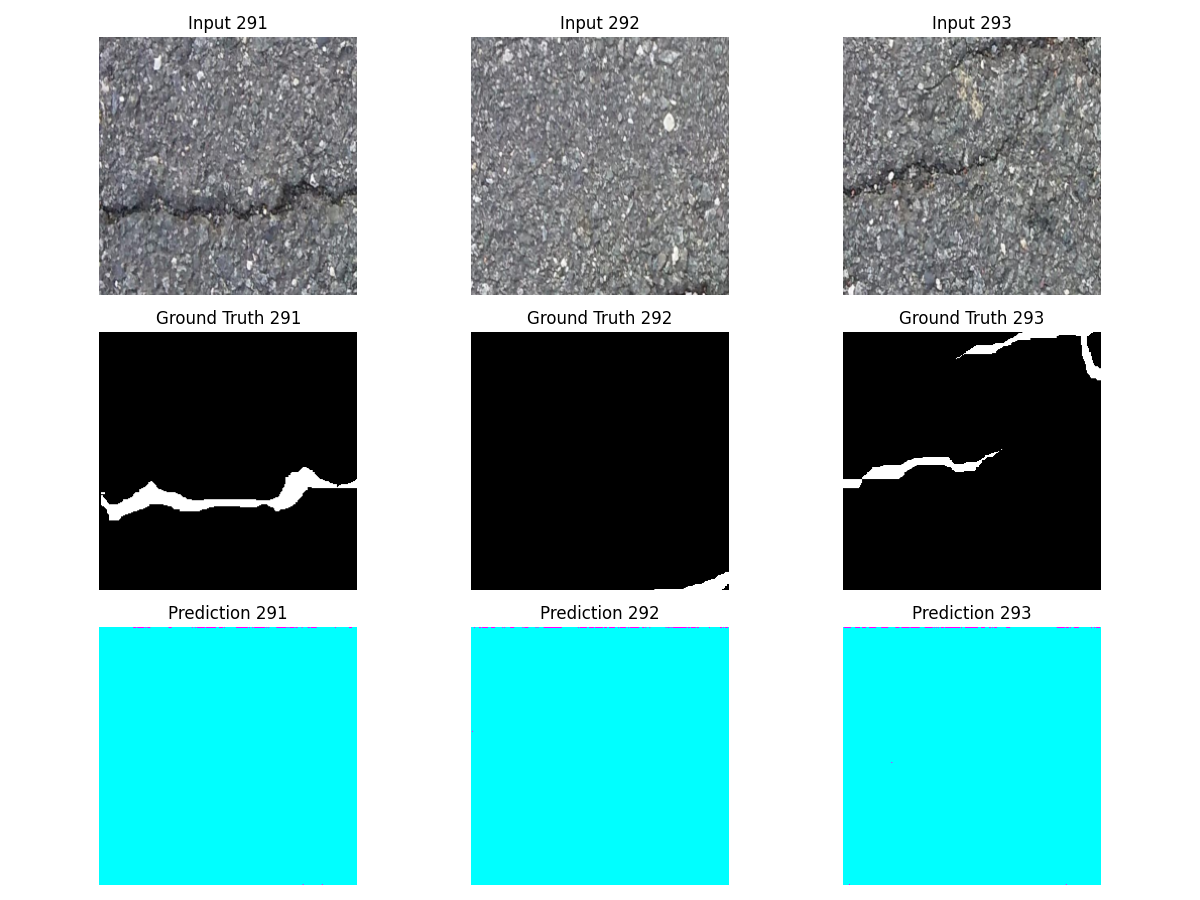 Input 291
Input 292
Input 293
Ground Truth 291
Ground Truth 292
Ground Truth 293
Prediction 291
Prediction 292
Prediction 293